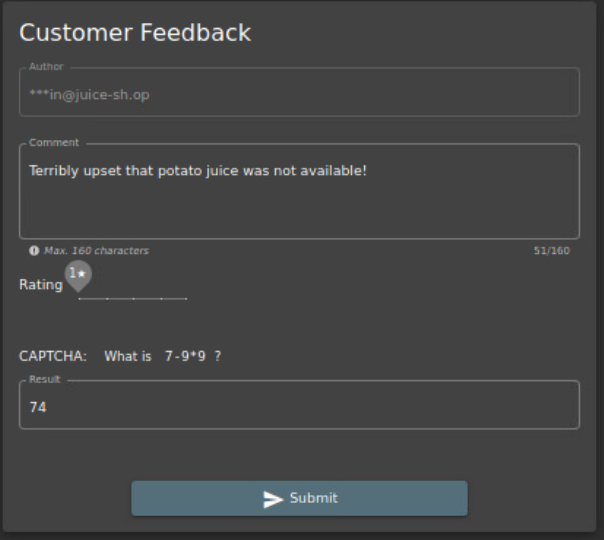 Customer Feedback
Author
***in@juice-sh.op
Comment
Terribly upset that potato juice was not available!
Max. 160 characters 51/160
1★
Rating
CAPTCHA: What is 7-9*9 ?
Result
74
Submit